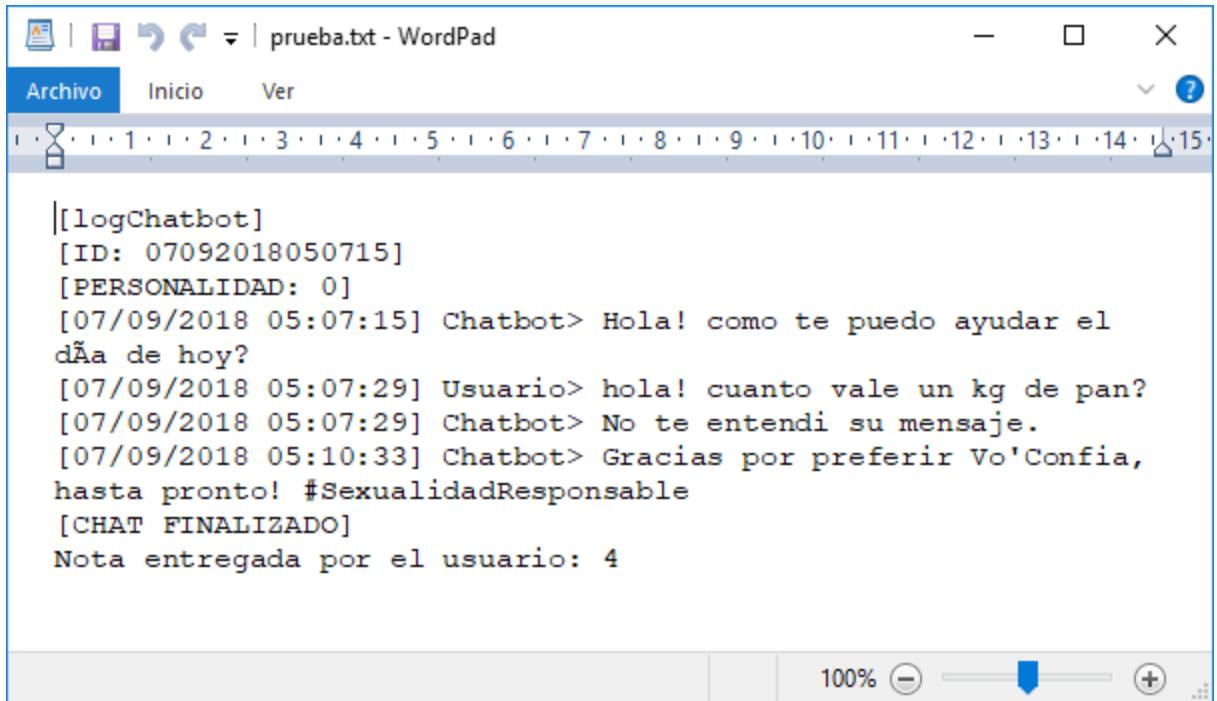 prueba.txt - WordPad
Archivo Inicio Ver
1 2 3 4 5 6 7 8 9 10 11 12 13 14 15
[logChatbot]
[ID: 07092018050715]
[PERSONALIDAD: 0]
[07/09/2018 05:07:15] Chatbot> Hola! como te puedo ayudar el
dÃa de hoy?
[07/09/2018 05:07:29] Usuario> hola! cuanto vale un kg de pan?
[07/09/2018 05:07:29] Chatbot> No te entendi su mensaje.
[07/09/2018 05:10:33] Chatbot> Gracias por preferir Vo'Confia,
hasta pronto! #SexualidadResponsable
[CHAT FINALIZADO]
Nota entregada por el usuario: 4
100%